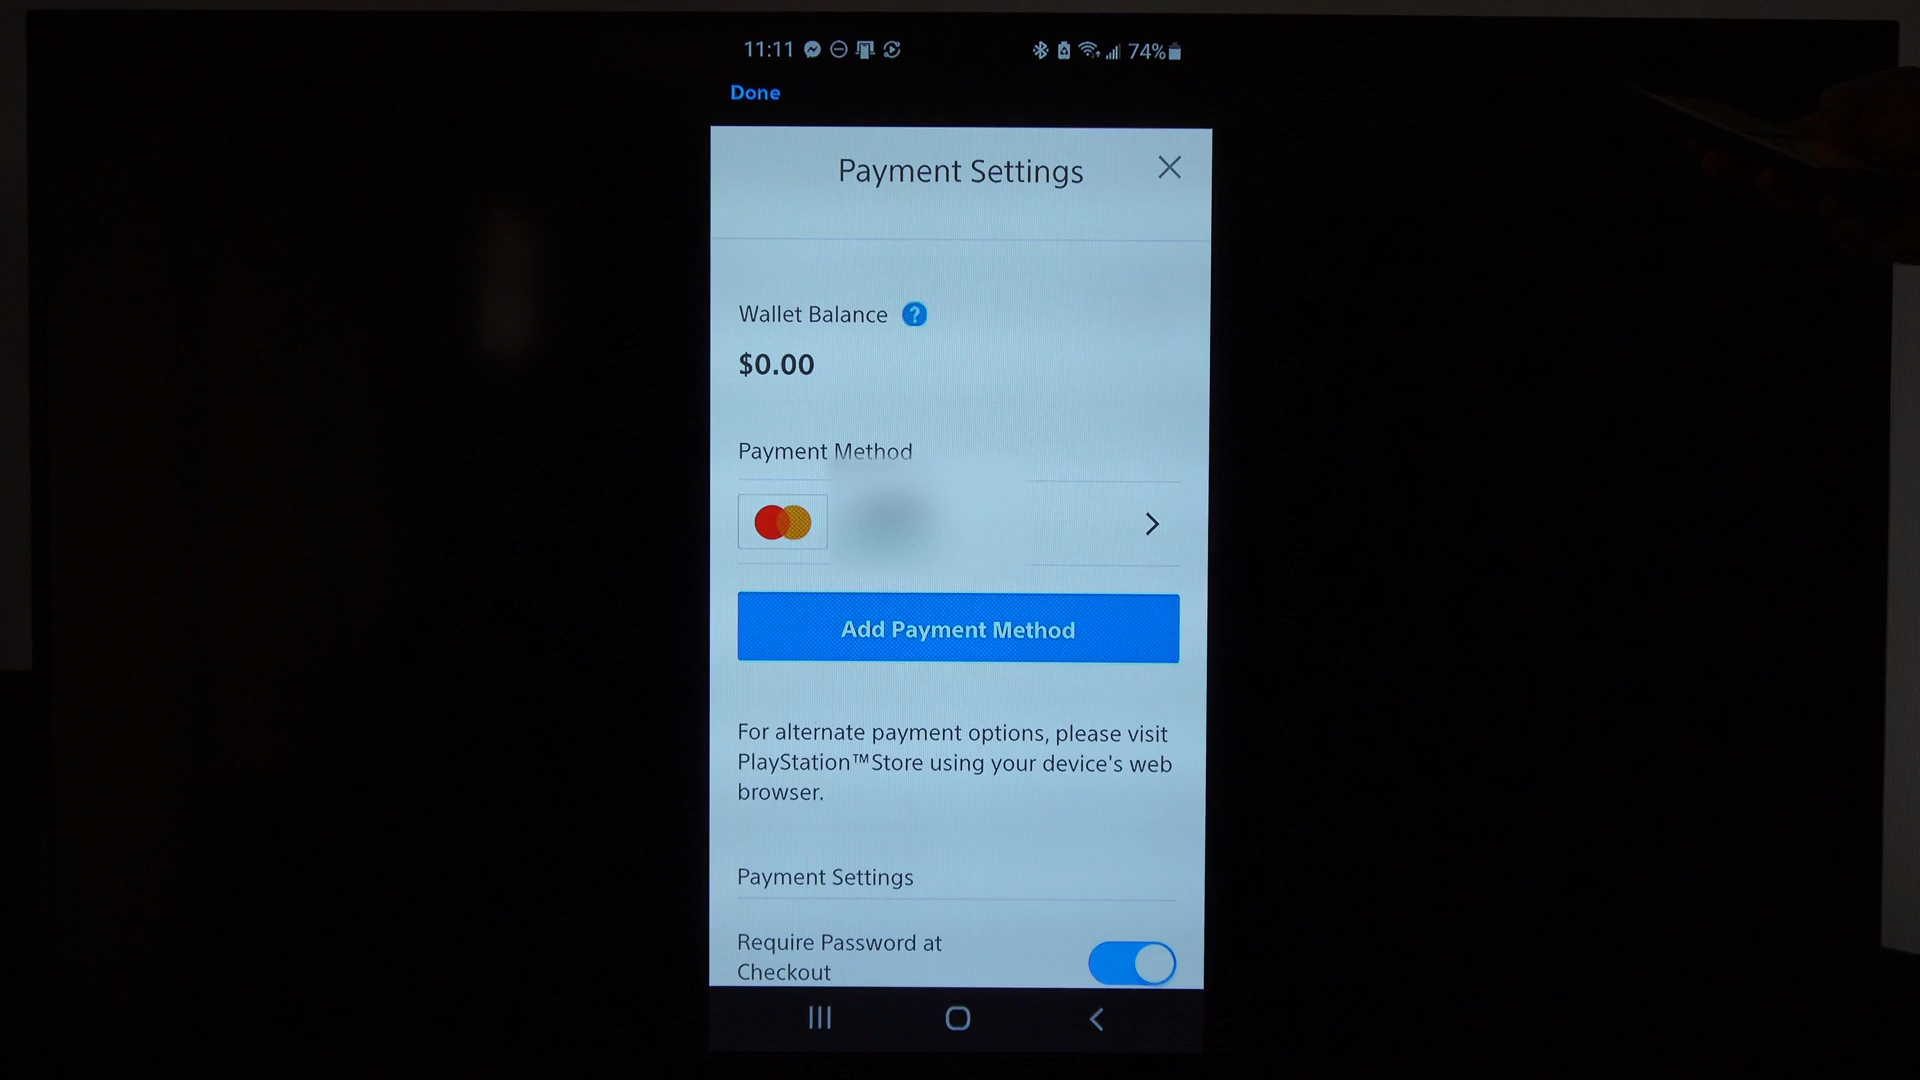 11:11 74%
Done
Payment Settings
Wallet Balance ?
$0.00
Payment Method
Add Payment Method
For alternate payment options, please visit
PlayStation™Store using your device's web
browser.
Payment Settings
Require Password at
Checkout